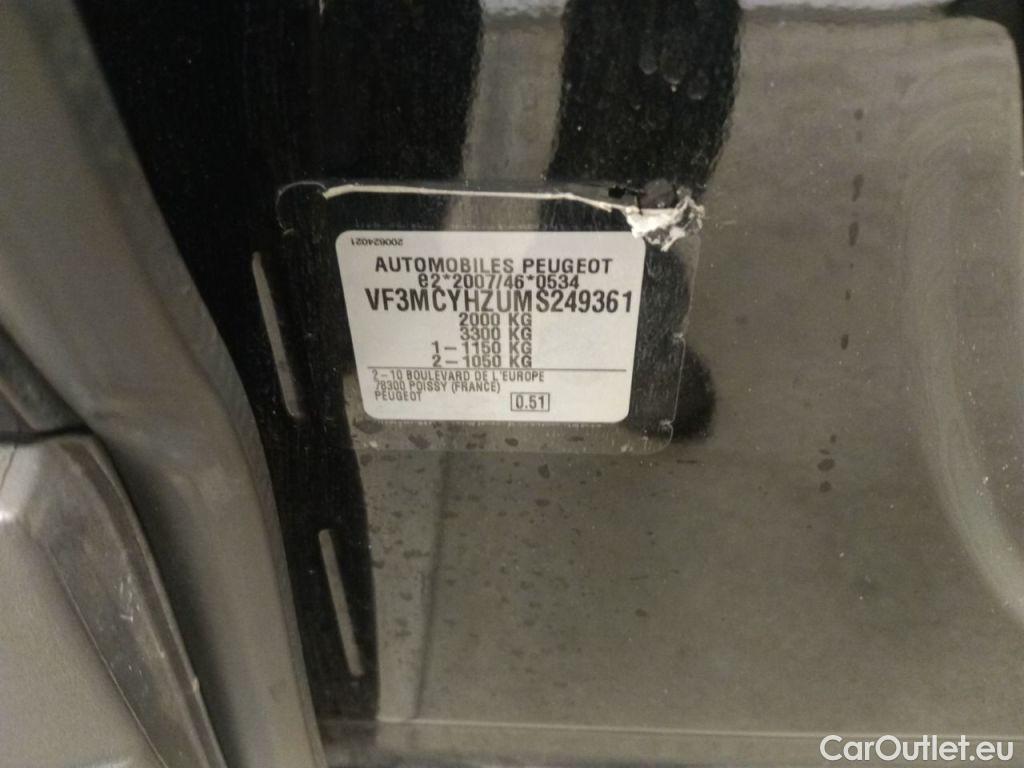 200624021
AUTOMOBILES PEUGEOT
e2*2007/46*0534
VF3MCYHZUMS249361
2000 KG
3300 KG
1 - 1150 KG
2 - 1050 KG
2 - 10 BOULEVARD DE L'EUROPE
78300 POISSY (FRANCE)
PEUGEOT
0.51
CarOutlet.eu